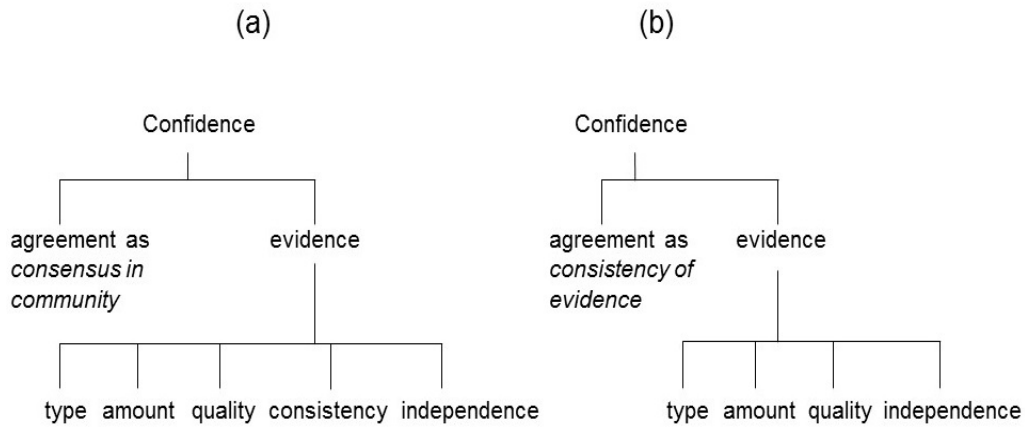 (a)
Confidence
agreement as
consensus in
community
evidence
type amount quality consistency independence
(b)
Confidence
agreement as
consistency of
evidence
evidence
type amount quality independence